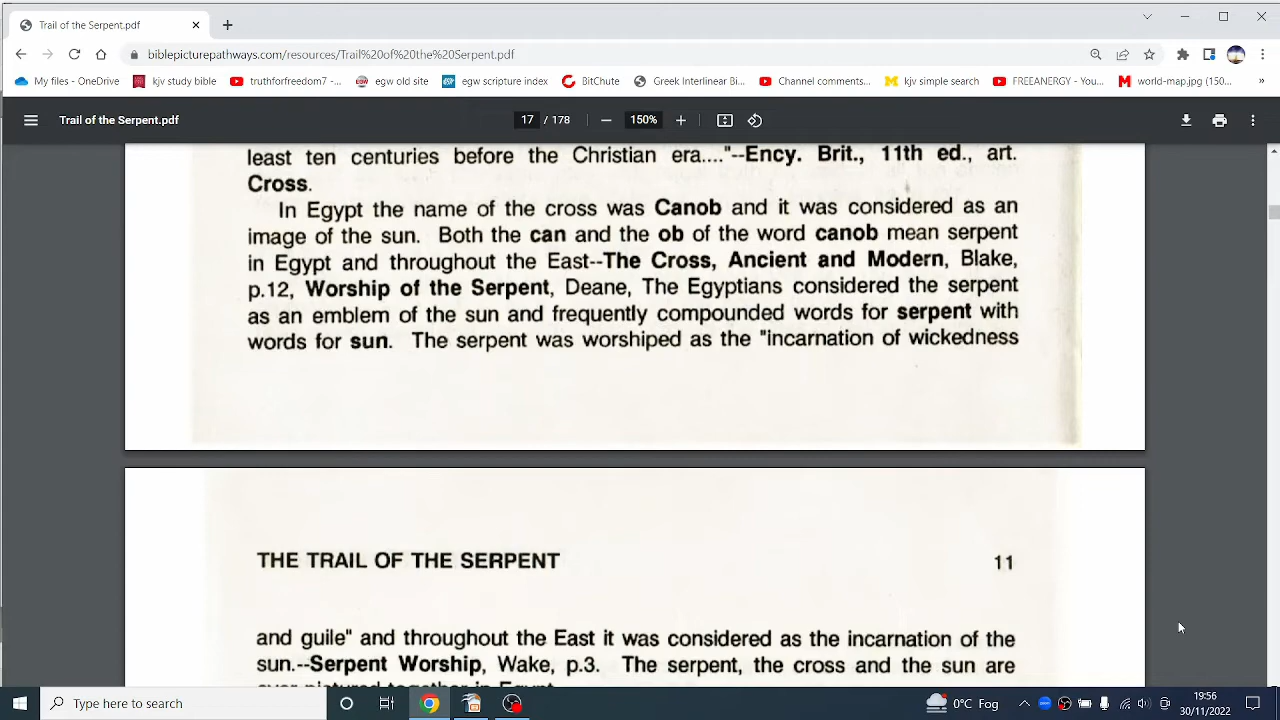 Trail of the Serpent.pdf
biblepicturepathways.com/resources/Trail%20of%20the%20Serpent.pdf
My files - OneDrive
kjv study bible
truthforfreedom7 -...
egw old site
egw scripture index
BitChute
Greek Interlinear Bi...
Channel comments...
kjv simple search
FREEANERGY - You...
world-map.jpg (150...
Trail of the Serpent.pdf
17 / 178
150%
least ten centuries before the Christian era...."--Ency. Brit., 11th ed., art.
Cross.
In Egypt the name of the cross was Canob and it was considered as an
image of the sun. Both the can and the ob of the word canob mean serpent
in Egypt and throughout the East--The Cross, Ancient and Modern, Blake,
p.12, Worship of the Serpent, Deane, The Egyptians considered the serpent
as an emblem of the sun and frequently compounded words for serpent with
words for sun. The serpent was worshiped as the "incarnation of wickedness
THE TRAIL OF THE SERPENT
11
and guile" and throughout the East it was considered as the incarnation of the
sun.--Serpent Worship, Wake, p.3. The serpent, the cross and the sun are
ever pictured together in Egypt.
Type here to search
0°C Fog
19:56
30/11/2022